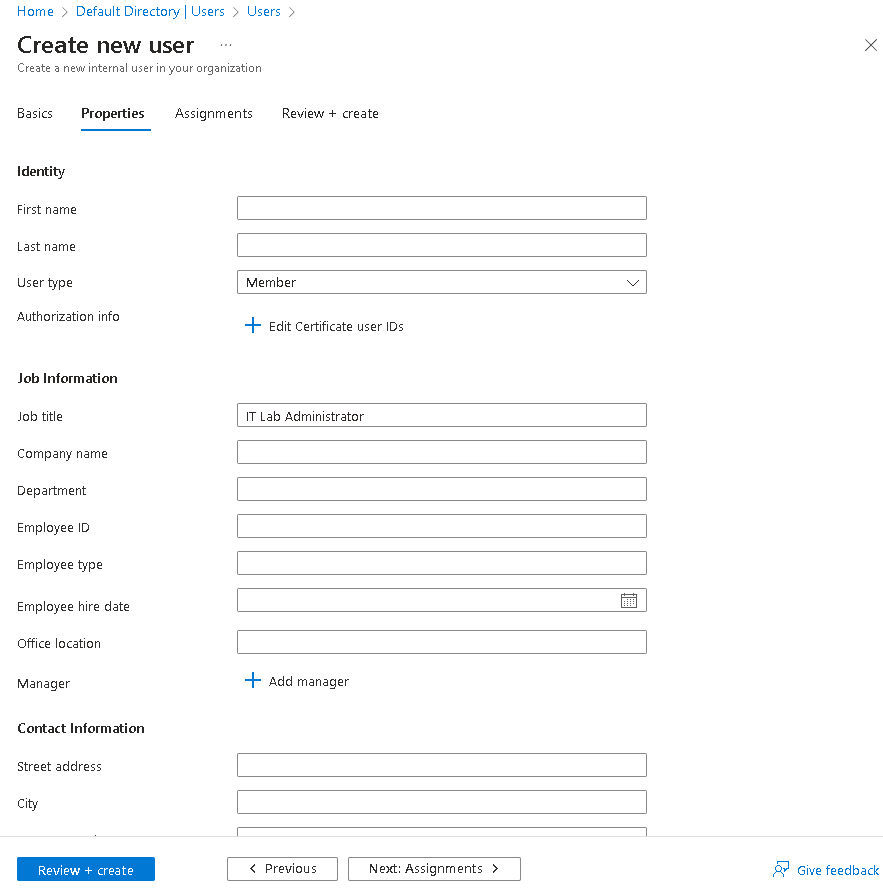 Home > Default Directory | Users > Users >
Create new user ...
Create a new internal user in your organization
Basics Properties Assignments Review + create
Identity
First name
Last name
User type Member
Authorization info + Edit Certificate user IDs
Job Information
Job title IT Lab Administrator
Company name
Department
Employee ID
Employee type
Employee hire date
Office location
Manager + Add manager
Contact Information
Street address
City
Review + create < Previous Next: Assignments > Give feedback